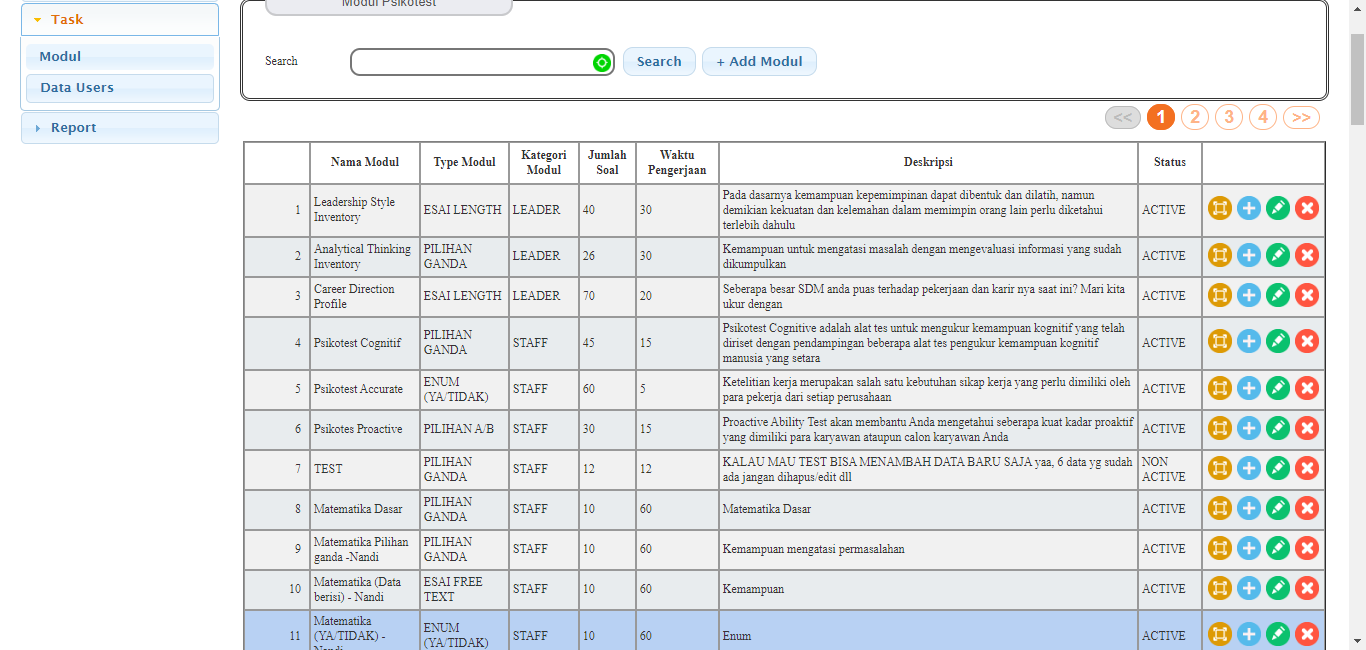 Task
Modul
Data Users
Report
Modul Psikotest
Search
Search
+ Add Modul
<< 1 2 3 4 >>
Nama Modul Type Modul Kategori Modul Jumlah Soal Waktu Pengerjaan Deskripsi Status
1 Leadership Style Inventory ESAI LENGTH LEADER 40 30 Pada dasarnya kemampuan kepemimpinan dapat dibentuk dan dilatih, namun demikian kekuatan dan kelemahan dalam memimpin orang lain perlu diketahui terlebih dahulu ACTIVE
2 Analytical Thinking Inventory PILIHAN GANDA LEADER 26 30 Kemampuan untuk mengatasi masalah dengan mengevaluasi informasi yang sudah dikumpulkan ACTIVE
3 Career Direction Profile ESAI LENGTH LEADER 70 20 Seberapa besar SDM anda puas terhadap pekerjaan dan karir nya saat ini? Mari kita ukur dengan ACTIVE
4 Psikotest Cognitif PILIHAN GANDA STAFF 45 15 Psikotest Cognitive adalah alat tes untuk mengukur kemampuan kognitif yang telah diriset dengan pendampingan beberapa alat tes pengukur kemampuan kognitif manusia yang setara ACTIVE
5 Psikotest Accurate ENUM (YA/TIDAK) STAFF 60 5 Ketelitian kerja merupakan salah satu kebutuhan sikap kerja yang perlu dimiliki oleh para pekerja dari setiap perusahaan ACTIVE
6 Psikotes Proactive PILIHAN A/B STAFF 30 15 Proactive Ability Test akan membantu Anda mengetahui seberapa kuat kadar proaktif yang dimiliki para karyawan ataupun calon karyawan Anda ACTIVE
7 TEST PILIHAN GANDA STAFF 12 12 KALAU MAU TEST BISA MENAMBAH DATA BARU SAJA yaa, 6 data yg sudah ada jangan dihapus/edit dll NON ACTIVE
8 Matematika Dasar PILIHAN GANDA STAFF 10 60 Matematika Dasar ACTIVE
9 Matematika Pilihan ganda -Nandi PILIHAN GANDA STAFF 10 60 Kemampuan mengatasi permasalahan ACTIVE
10 Matematika (Data berisi) - Nandi ESAI FREE TEXT STAFF 10 60 Kemampuan ACTIVE
11 Matematika (YA/TIDAK) - ENUM (YA/TIDAK) STAFF 10 60 Enum ACTIVE